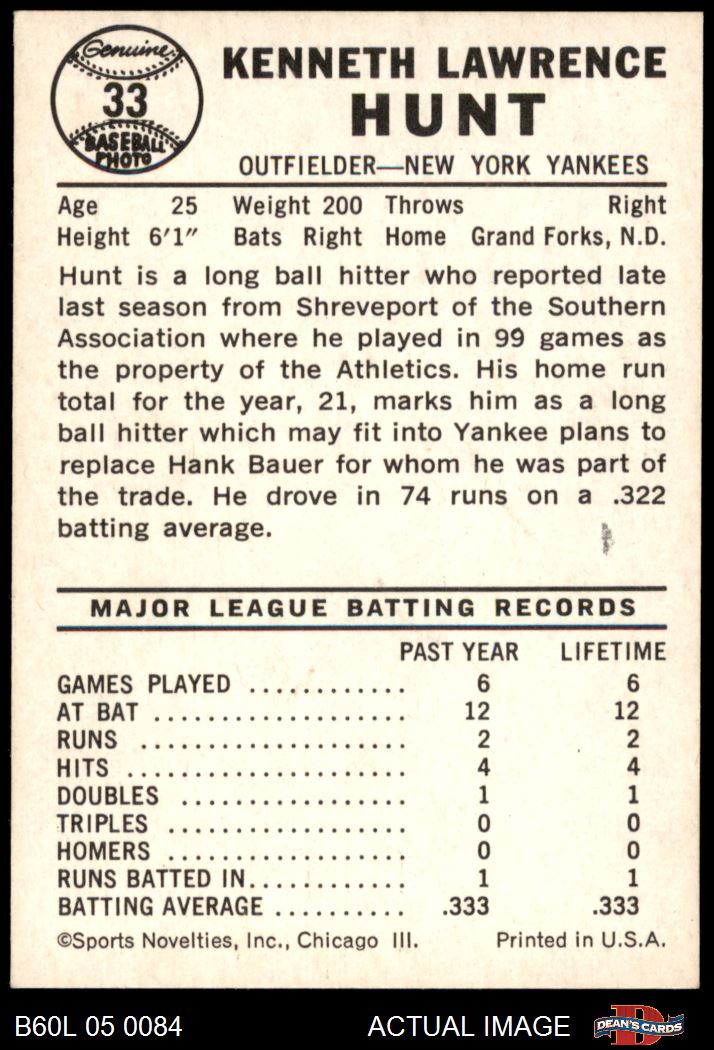 Genuine
33
BASEBALL
PHOTO
KENNETH LAWRENCE
HUNT
OUTFIELDER—NEW YORK YANKEES
Age 25 Weight 200 Throws Right
Height 6'1" Bats Right Home Grand Forks, N.D.
Hunt is a long ball hitter who reported late
last season from Shreveport of the Southern
Association where he played in 99 games as
the property of the Athletics. His home run
total for the year, 21, marks him as a long
ball hitter which may fit into Yankee plans to
replace Hank Bauer for whom he was part of
the trade. He drove in 74 runs on a .322
batting average.
MAJOR LEAGUE BATTING RECORDS
PAST YEAR LIFETIME
GAMES PLAYED ............ 6 6
AT BAT .................... 12 12
RUNS ..................... 2 2
HITS ...................... 4 4
DOUBLES ................. 1 1
TRIPLES .................. 0 0
HOMERS .................. 0 0
RUNS BATTED IN............ 1 1
BATTING AVERAGE .......... .333 .333
©Sports Novelties, Inc., Chicago Ill. Printed in U.S.A.
B60L 05 0084 ACTUAL IMAGE D DEAN'S CARDS